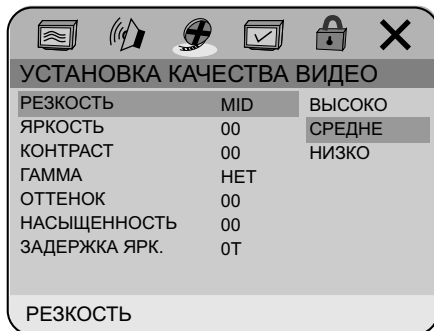 УСТАНОВКА КАЧЕСТВА ВИДЕО
РЕЗКОСТЬ MID ВЫСОКО
ЯРКОСТЬ 00 СРЕДНЕ
КОНТРАСТ 00 НИЗКО
ГАММА НЕТ
ОТТЕНОК 00
НАСЫЩЕННОСТЬ 00
ЗАДЕРЖКА ЯРК. 0T
РЕЗКОСТЬ